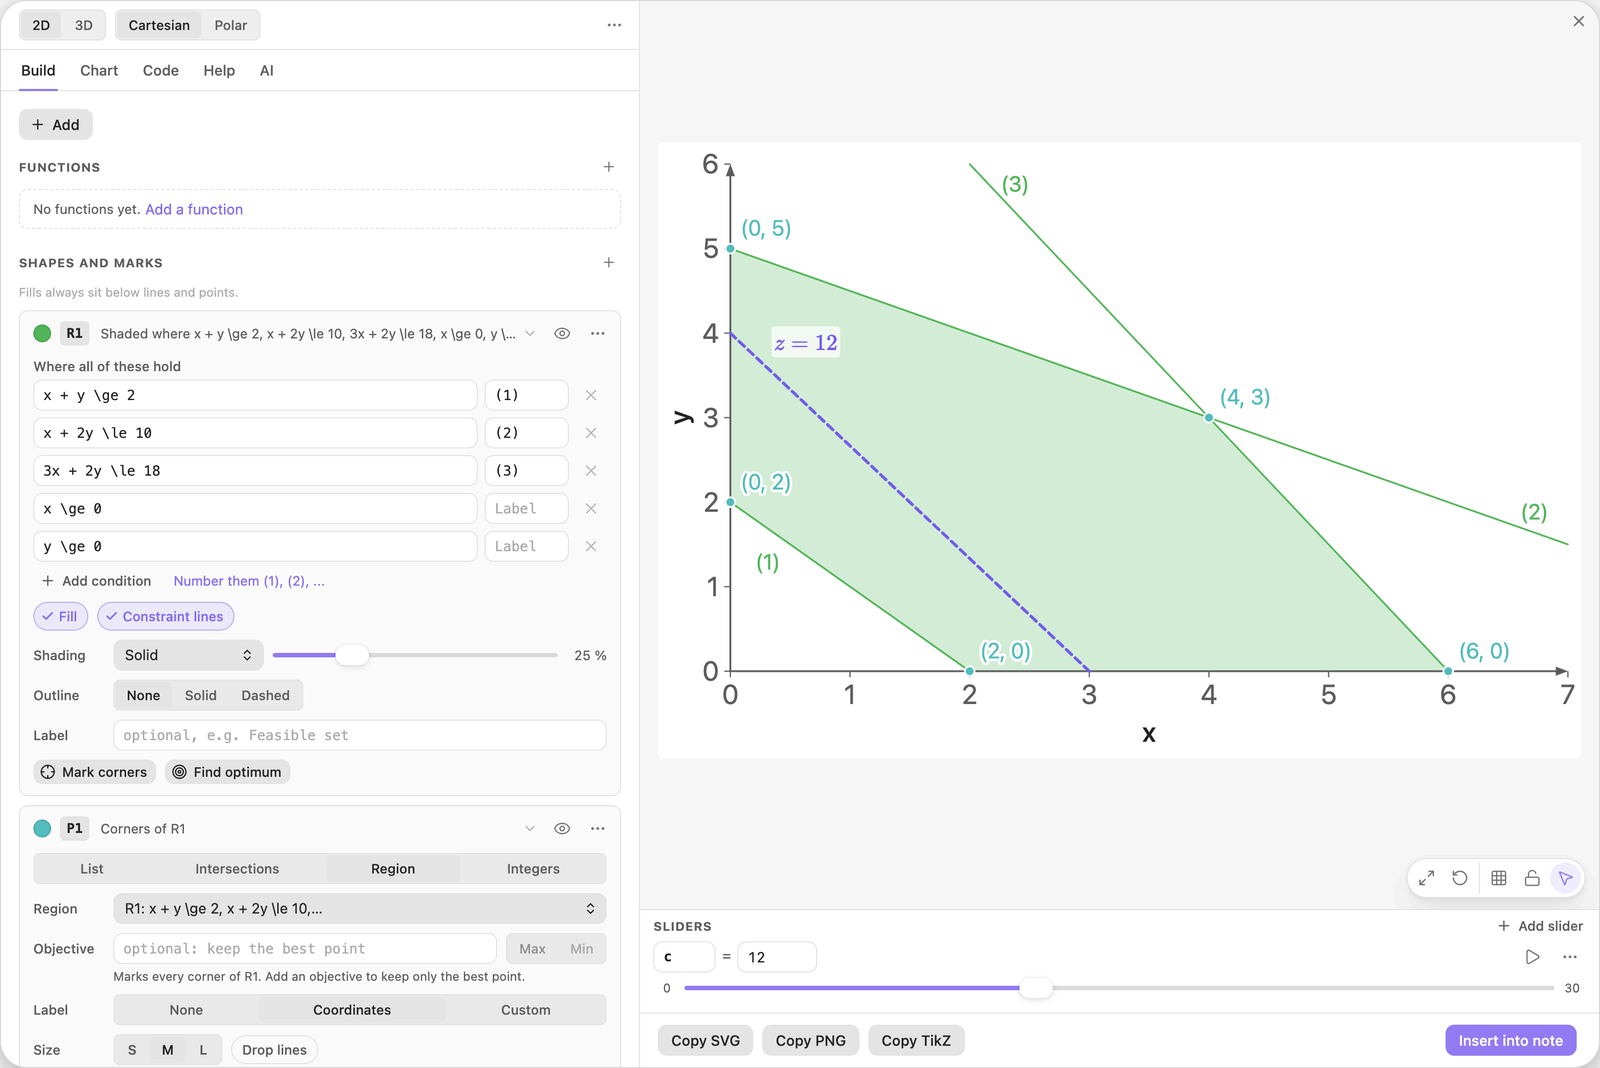 2D 3D Cartesian Polar
Build Chart Code Help AI
+ Add
FUNCTIONS
No functions yet. Add a function
SHAPES AND MARKS
Fills always sit below lines and points.
R1 Shaded where x + y \ge 2, x + 2y \le 10, 3x + 2y \le 18, x \ge 0, y \...
Where all of these hold
x + y \ge 2 (1)
x + 2y \le 10 (2)
3x + 2y \le 18 (3)
x \ge 0 Label
y \ge 0 Label
+ Add condition Number them (1), (2), ...
Fill Constraint lines
Shading Solid 25 %
Outline None Solid Dashed
Label optional, e.g. Feasible set
Mark corners Find optimum
P1 Corners of R1
List Intersections Region Integers
Region R1: x + y \ge 2, x + 2y \le 10,...
Objective optional: keep the best point Max Min
Marks every corner of R1. Add an objective to keep only the best point.
Label None Coordinates Custom
Size S M L Drop lines
6
(3)
(0, 5)
5
4
z = 12
(4, 3)
y
3
(0, 2)
2
(2)
(1)
1
(2, 0)
(6, 0)
0
0 1 2 3 4 5 6 7
x
SLIDERS + Add slider
c = 12
0 30
Copy SVG Copy PNG Copy TikZ Insert into note